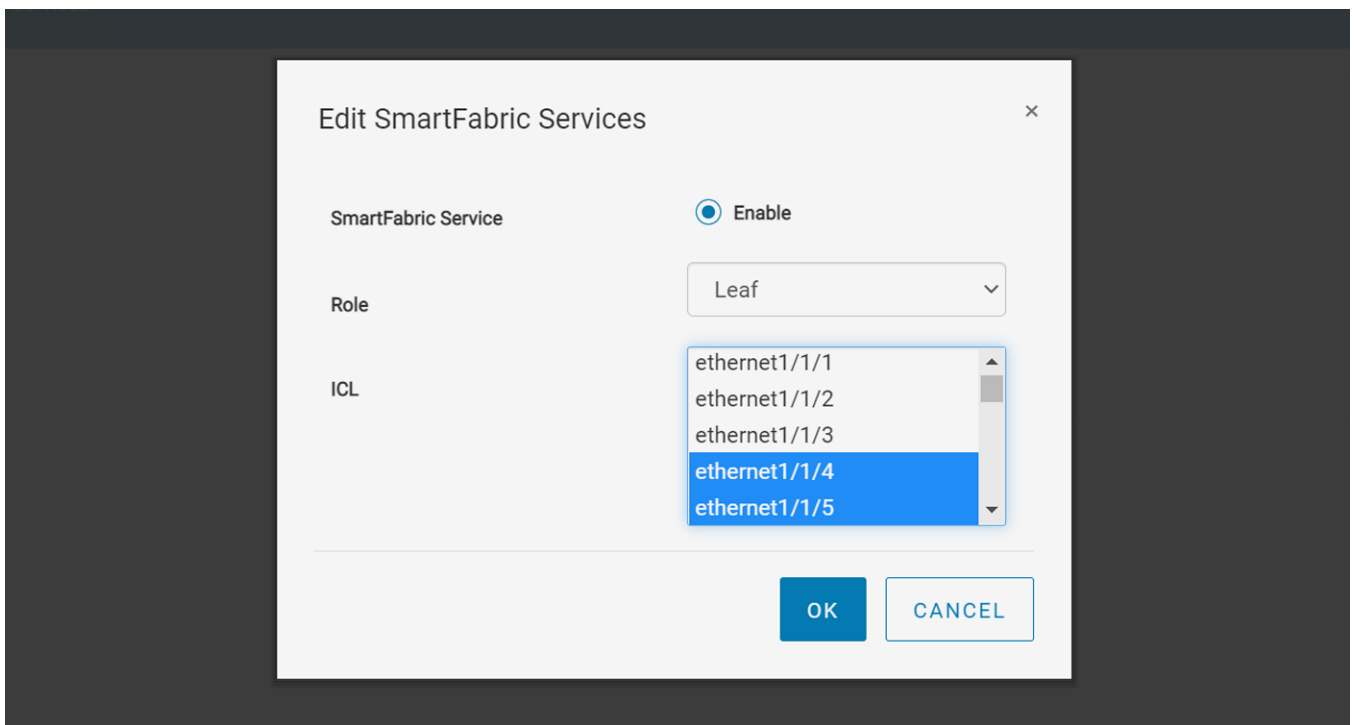 Edit SmartFabric Services
×
SmartFabric Service
Enable
Role
Leaf
ICL
ethernet1/1/1
ethernet1/1/2
ethernet1/1/3
ethernet1/1/4
ethernet1/1/5
OK
CANCEL